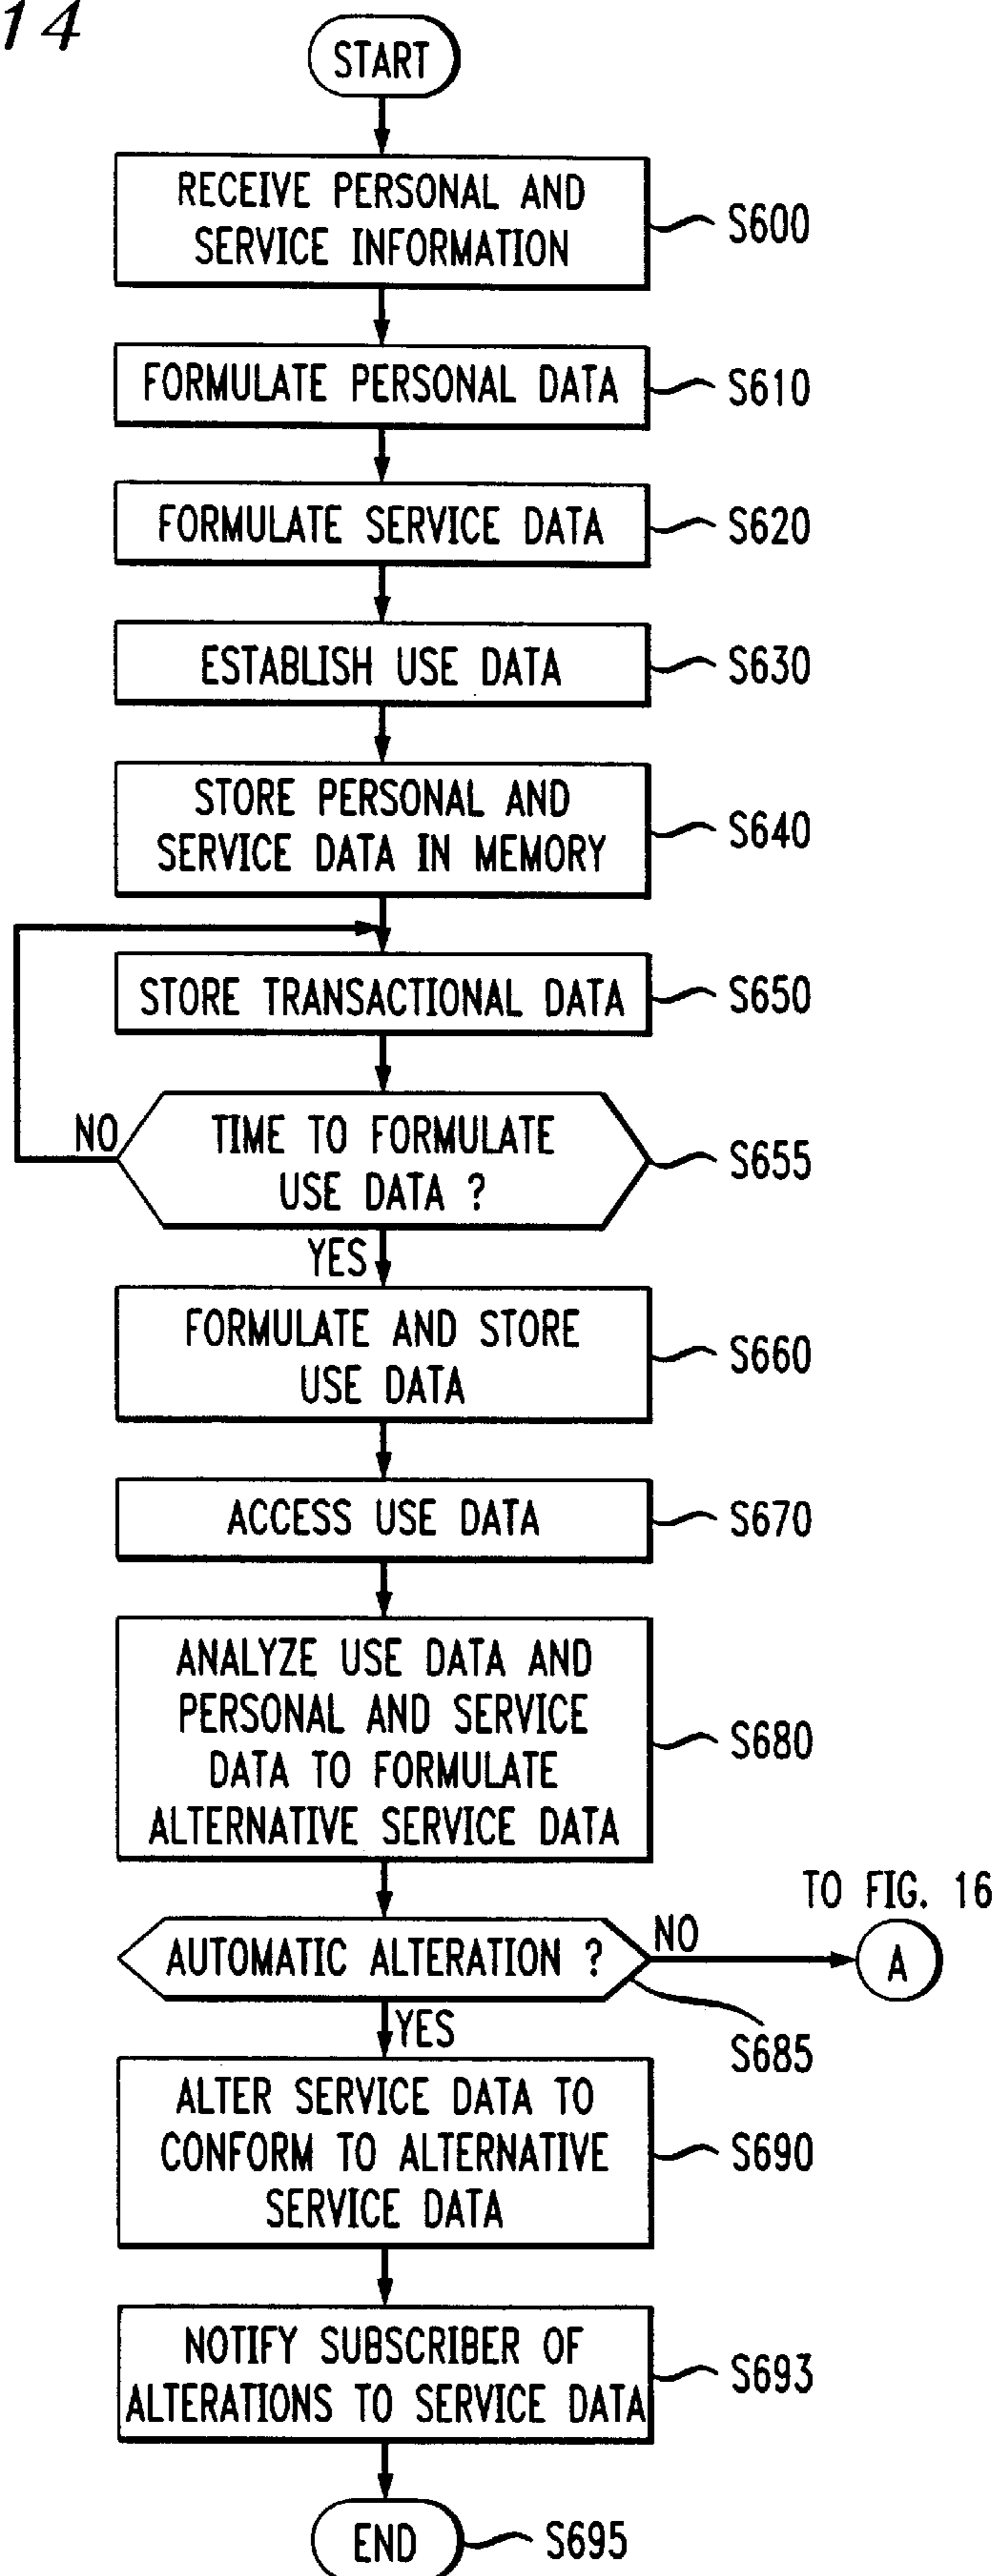 14
START
RECEIVE PERSONAL AND
SERVICE INFORMATION
S600
FORMULATE PERSONAL DATA
S610
FORMULATE SERVICE DATA
S620
ESTABLISH USE DATA
S630
STORE PERSONAL AND
SERVICE DATA IN MEMORY
S640
STORE TRANSACTIONAL DATA
S650
NO
TIME TO FORMULATE
USE DATA ?
S655
YES
FORMULATE AND STORE
USE DATA
S660
ACCESS USE DATA
S670
ANALYZE USE DATA AND
PERSONAL AND SERVICE
DATA TO FORMULATE
ALTERNATIVE SERVICE DATA
S680
TO FIG. 16
AUTOMATIC ALTERATION ?
NO
A
S685
YES
ALTER SERVICE DATA TO
CONFORM TO ALTERNATIVE
SERVICE DATA
S690
NOTIFY SUBSCRIBER OF
ALTERATIONS TO SERVICE DATA
S693
END
S695